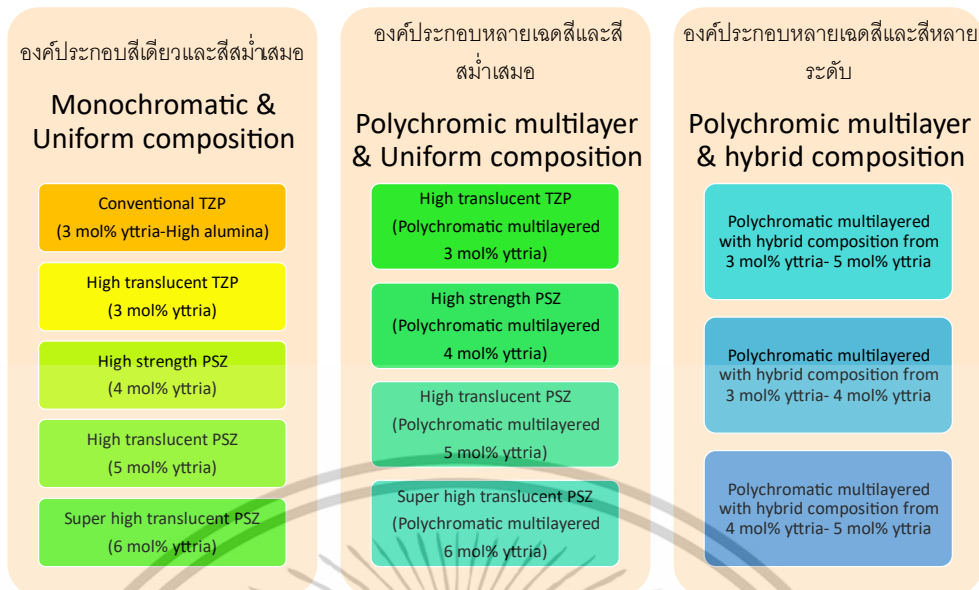 องค์ประกอบสีเดียวและสีสม่ำเสมอ
Monochromatic &
Uniform composition
Conventional TZP
(3 mol% yttria-High alumina)
High translucent TZP
(3 mol% yttria)
High strength PSZ
(4 mol% yttria)
High translucent PSZ
(5 mol% yttria)
Super high translucent PSZ
(6 mol% yttria)
องค์ประกอบหลายเฉดสีและสี
สม่ำเสมอ
Polychromic multilayer
& Uniform composition
High translucent TZP
(Polychromatic multilayered
3 mol% yttria)
High strength PSZ
(Polychromatic multilayered
4 mol% yttria)
High translucent PSZ
(Polychromatic multilayered
5 mol% yttria)
Super high translucent PSZ
(Polychromatic multilayered
6 mol% yttria)
องค์ประกอบหลายเฉดสีและสีหลาย
ระดับ
Polychromic multilayer
& hybrid composition
Polychromatic multilayered
with hybrid composition from
3 mol% yttria- 5 mol% yttria
Polychromatic multilayered
with hybrid composition from
3 mol% yttria- 4 mol% yttria
Polychromatic multilayered
with hybrid composition from
4 mol% yttria- 5 mol% yttria